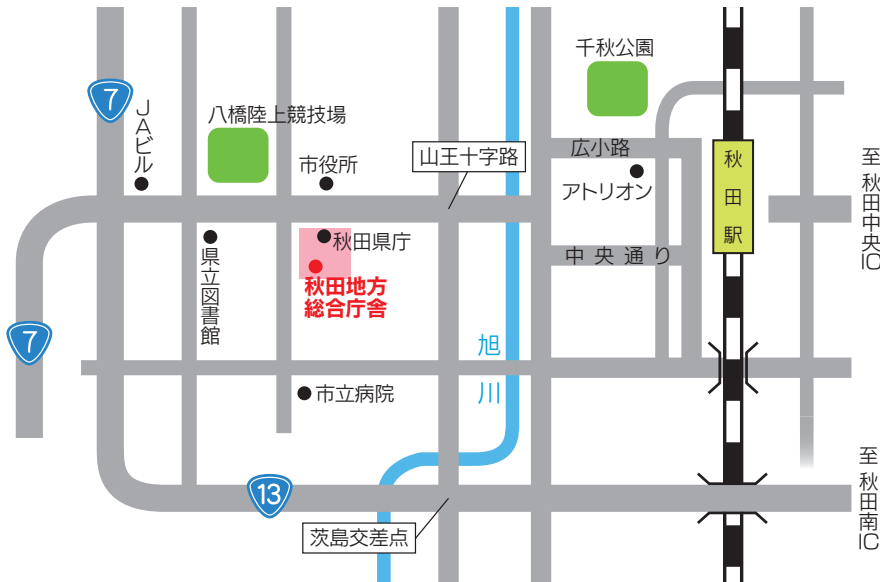 千秋公園
7
JAビル
八橋陸上競技場
市役所
山王十字路
広小路
アトリオン
秋田駅
至秋田中央IC
県立図書館
秋田県庁
秋田地方
総合庁舎
中央通り
7
旭川
市立病院
13
茨島交差点
至秋田南IC